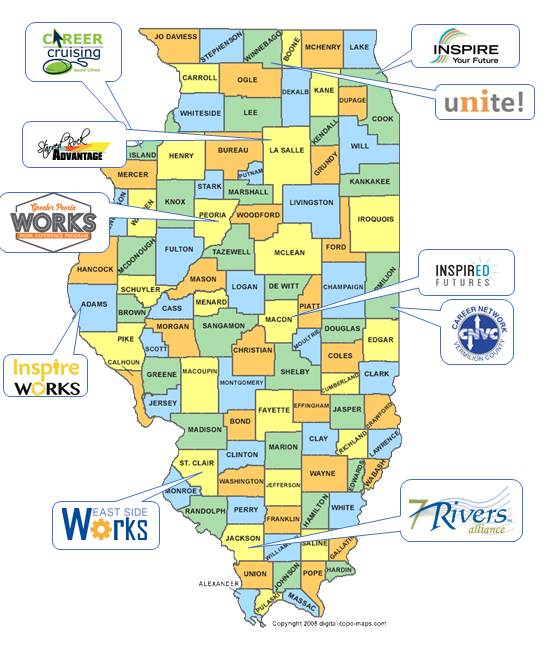 JO DAVIESS
STEPHENSON
WINNEBAGO
BOONE
MCHENRY
LAKE
CAREER
cruising
quad cities
INSPIRE
Your Future
CARROLL
OGLE
DEKALB
KANE
DUPAGE
COOK
unite!
WHITESIDE
LEE
KENDALL
WILL
Starved Rock
ADVANTAGE
ISLAND
HENRY
BUREAU
LA SALLE
GRUNDY
MERCER
PUTNAM
KANKAKEE
STARK
MARSHALL
KNOX
LIVINGSTON
Greater Peoria
WORKS
WORK EXPERIENCE PROGRAM
PEORIA
WOODFORD
IROQUOIS
MCDONOUGH
FULTON
TAZEWELL
MCLEAN
FORD
HANCOCK
MASON
LOGAN
DE WITT
CHAMPAIGN
INSPIRED
FUTURES
SCHUYLER
MENARD
PIATT
MILION
ADAMS
BROWN
CASS
MACON
CAREER NETWORK
CNVC
VERMILION COUNTY
MORGAN
SANGAMON
MOULTRIE
DOUGLAS
EDGAR
PIKE
SCOTT
CHRISTIAN
COLES
Inspire
WORKS
CALHOUN
GREENE
MACOUPIN
MONTGOMERY
SHELBY
CUMBERLAND
CLARK
JERSEY
FAYETTE
EFFINGHAM
JASPER
CRAWFORD
MADISON
BOND
CLINTON
MARION
CLAY
RICHLAND
LAWRENCE
ST. CLAIR
WASHINGTON
JEFFERSON
WAYNE
EDWARDS
WABASH
MONROE
EAST SIDE
Works
RANDOLPH
PERRY
FRANKLIN
HAMILTON
WHITE
7 Rivers
alliance
JACKSON
WILLIAM
SALINE
GALLATI
UNION
JOHNSON
POPE
HARDIN
ALEXANDER
PULASKI
MASSAC
Copyright 2008 digital-topo-maps.com